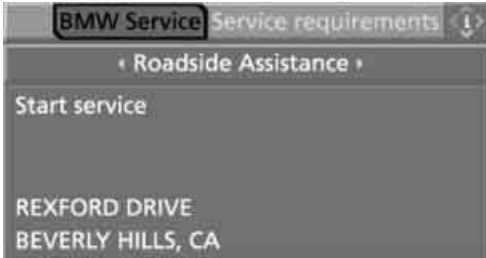 BMW Service Service requirements
Roadside Assistance
Start service
REXFORD DRIVE
BEVERLY HILLS, CA